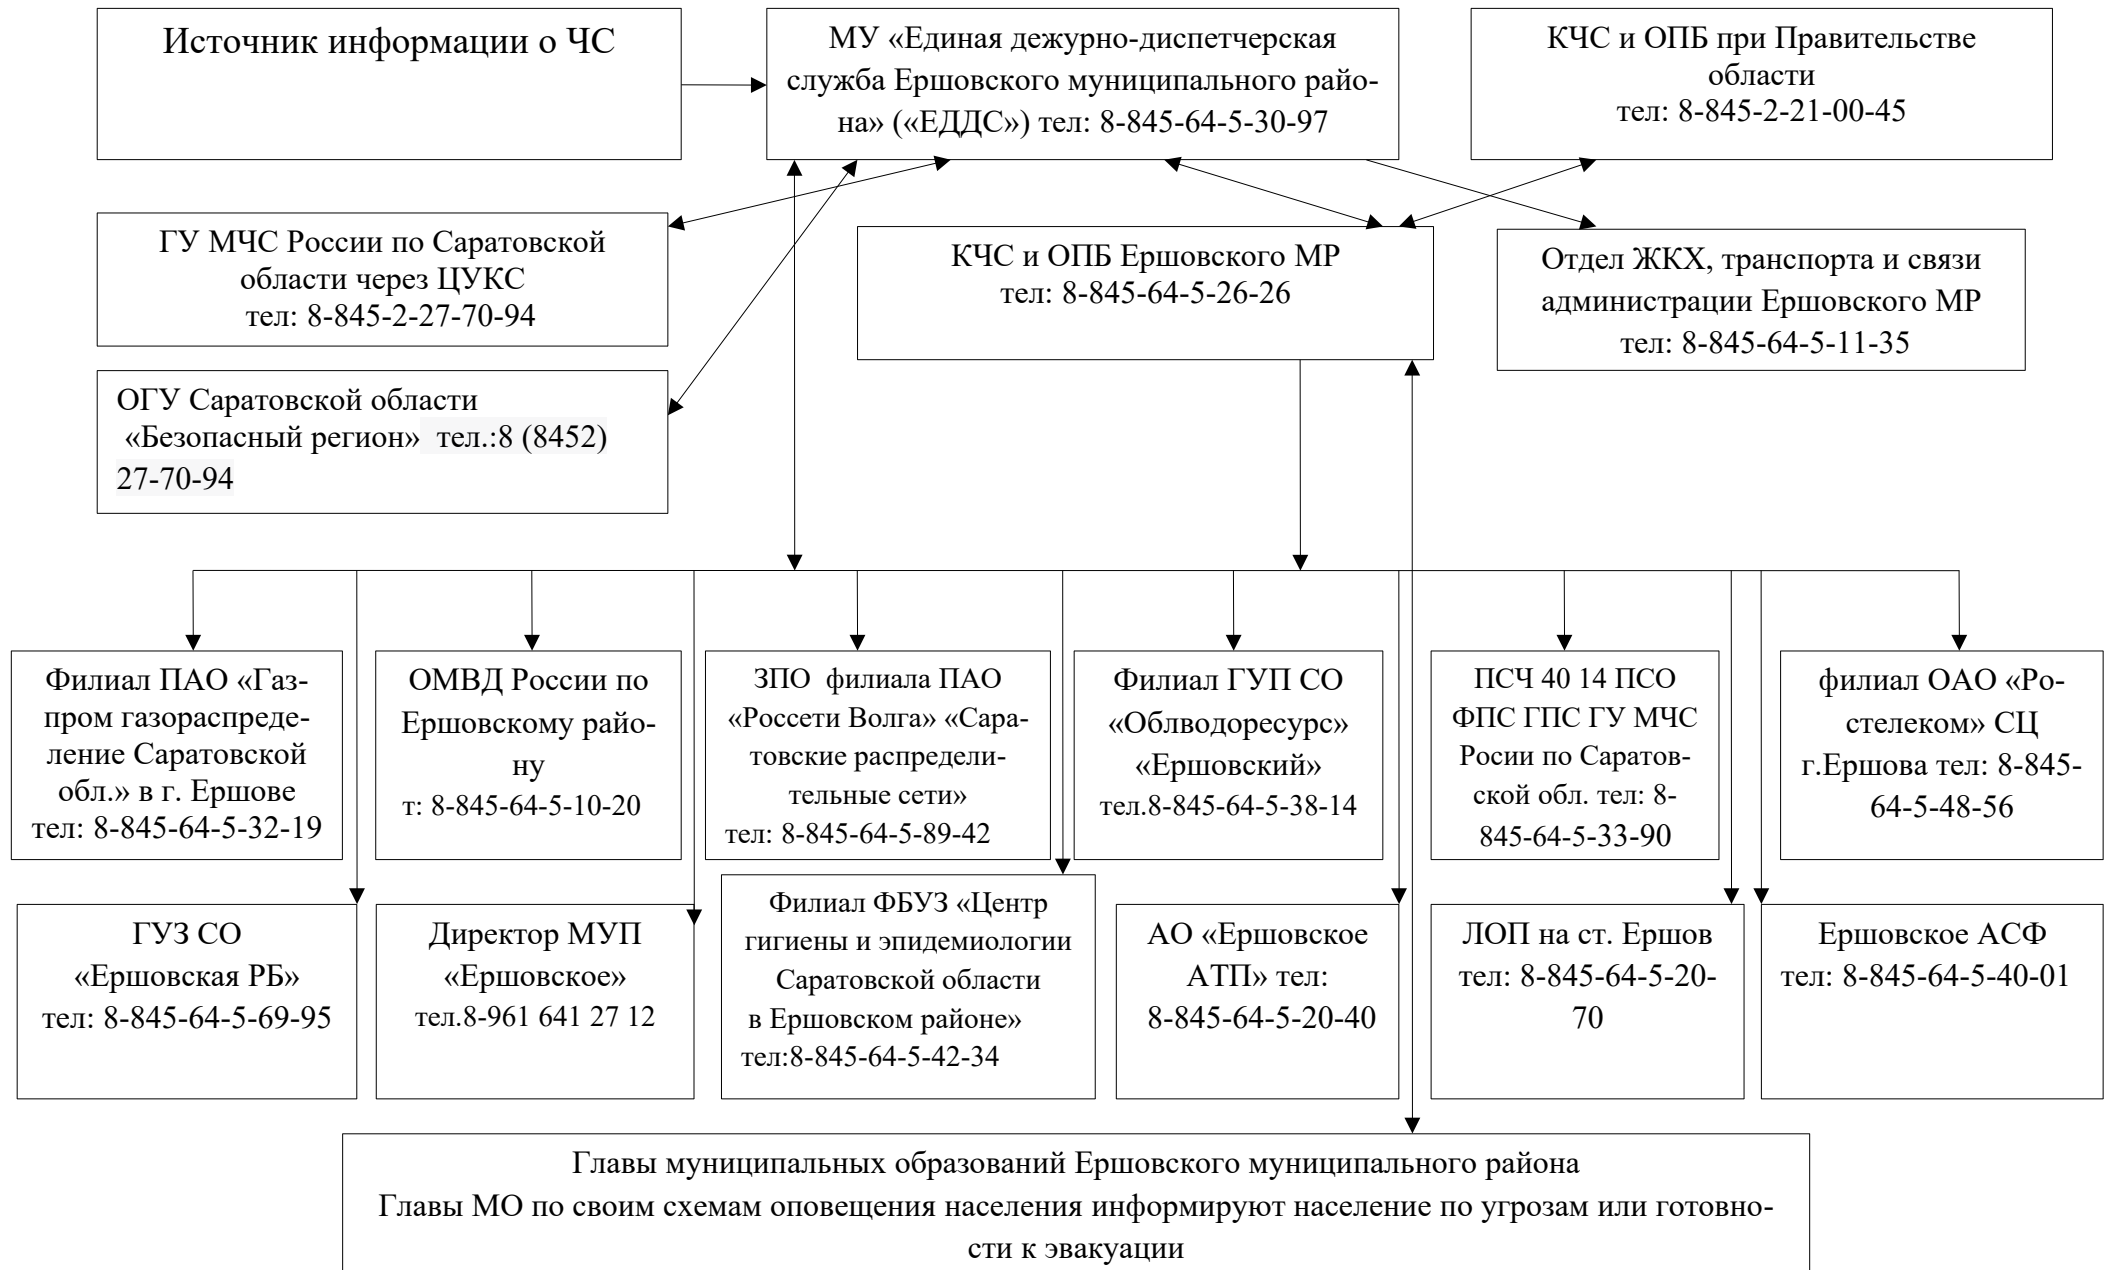 Источник информации о ЧС
МУ «Единая дежурно-диспетчерская
служба Ершовского муниципального райо-
на» («ЕДДС») тел: 8-845-64-5-30-97
КЧС и ОПБ при Правительстве
области
тел: 8-845-2-21-00-45
ГУ МЧС России по Саратовской
области через ЦУКС
тел: 8-845-2-27-70-94
КЧС и ОПБ Ершовского МР
тел: 8-845-64-5-26-26
Отдел ЖКХ, транспорта и связи
администрации Ершовского МР
тел: 8-845-64-5-11-35
ОГУ Саратовской области
«Безопасный регион» тел.:8 (8452)
27-70-94
Филиал ПАО «Газ-
пром газораспреде-
ление Саратовской
обл.» в г. Ершове
тел: 8-845-64-5-32-19
ОМВД России по
Ершовскому райо-
ну
т: 8-845-64-5-10-20
ЗПО филиала ПАО
«Россети Волга» «Сара-
товские распредели-
тельные сети»
тел: 8-845-64-5-89-42
Филиал ГУП СО
«Облводоресурс»
«Ершовский»
тел.8-845-64-5-38-14
ПСЧ 40 14 ПСО
ФПС ГПС ГУ МЧС
Росии по Саратов-
ской обл. тел: 8-
845-64-5-33-90
филиал ОАО «Ро-
стелеком» СЦ
г.Ершова тел: 8-845-
64-5-48-56
ГУЗ СО
«Ершовская РБ»
тел: 8-845-64-5-69-95
Директор МУП
«Ершовское»
тел.8-961 641 27 12
Филиал ФБУЗ «Центр
гигиены и эпидемиологии
Саратовской области
в Ершовском районе»
тел:8-845-64-5-42-34
АО «Ершовское
АТП» тел:
8-845-64-5-20-40
ЛОП на ст. Ершов
тел: 8-845-64-5-20-
70
Ершовское АСФ
тел: 8-845-64-5-40-01
Главы муниципальных образований Ершовского муниципального района
Главы МО по своим схемам оповещения населения информируют население по угрозам или готовно-
сти к эвакуации